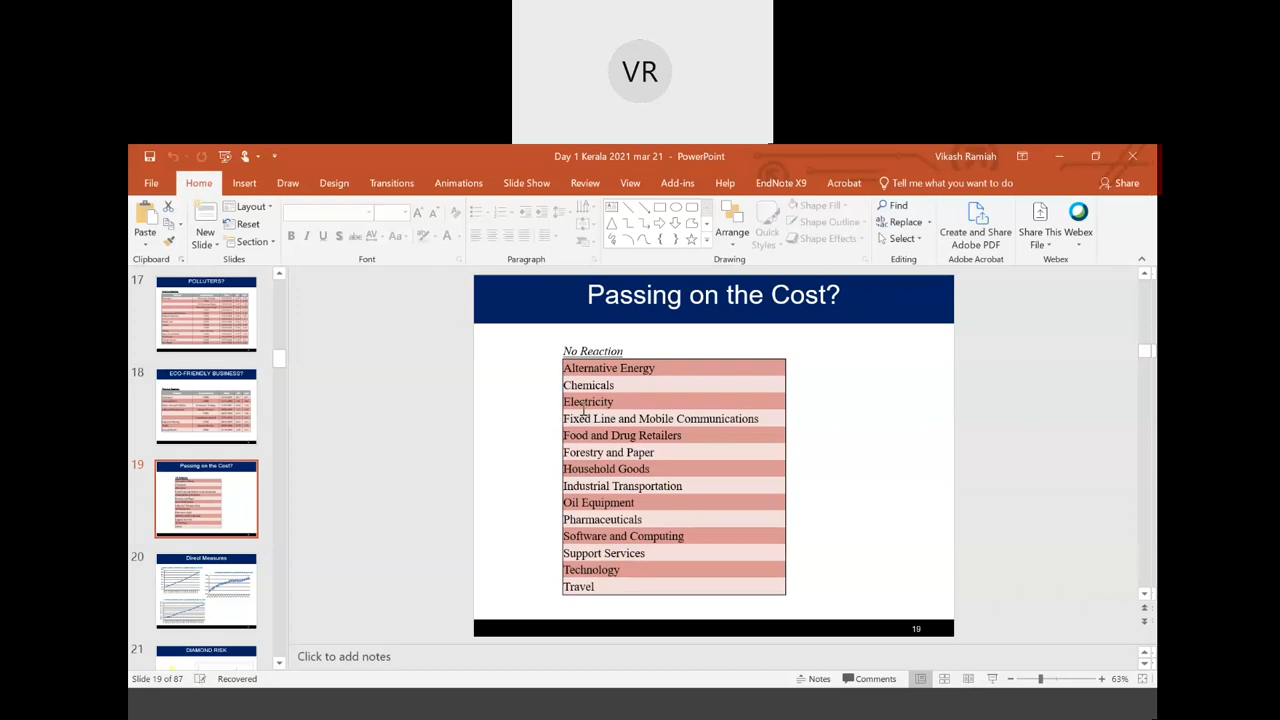 VR
Day 1 Kerala 2021 mar 21 - PowerPoint
Vikash Ramiah
File Home Insert Draw Design Transitions Animations Slide Show Review View Add-ins Help EndNote X9 Acrobat Tell me what you want to do Share
Paste
New Slide
Layout
Reset
Section
B I U S abc AV Aa A
Arrange
Quick Styles
Shape Fill
Shape Outline
Shape Effects
Find
Replace
Select
Create and Share Adobe PDF
Share This File
Webex
Clipboard Slides Font Paragraph Drawing Editing Adobe Acrobat Webex
17
POLLUTERS?
18
ECO-FRIENDLY BUSINESS?
19
Passing on the Cost?
20
Direct Measures
21
DIAMOND RISK
Passing on the Cost?
No Reaction
Alternative Energy
Chemicals
Electricity
Fixed Line and Mobile Communications
Food and Drug Retailers
Forestry and Paper
Household Goods
Industrial Transportation
Oil Equipment
Pharmaceuticals
Software and Computing
Support Services
Technology
Travel
19
Click to add notes
Slide 19 of 87 Recovered Notes Comments 63%